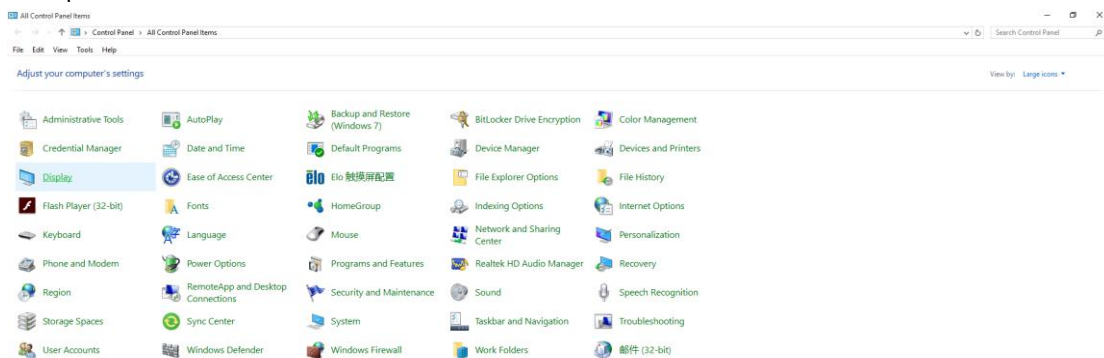 All Control Panel Items
Control Panel > All Control Panel Items
Search Control Panel
File Edit View Tools Help
Adjust your computer's settings
View by: Large icons
Administrative Tools
AutoPlay
Backup and Restore
(Windows 7)
BitLocker Drive Encryption
Color Management
Credential Manager
Date and Time
Default Programs
Device Manager
Devices and Printers
Display
Ease of Access Center
elo
Elo 触摸屏配置
File Explorer Options
File History
Flash Player (32-bit)
Fonts
HomeGroup
Indexing Options
Internet Options
Keyboard
Language
Mouse
Network and Sharing
Center
Personalization
Phone and Modem
Power Options
Programs and Features
Realtek HD Audio Manager
Recovery
Region
RemoteApp and Desktop
Connections
Security and Maintenance
Sound
Speech Recognition
Storage Spaces
Sync Center
System
Taskbar and Navigation
Troubleshooting
User Accounts
Windows Defender
Windows Firewall
Work Folders
邮件 (32-bit)